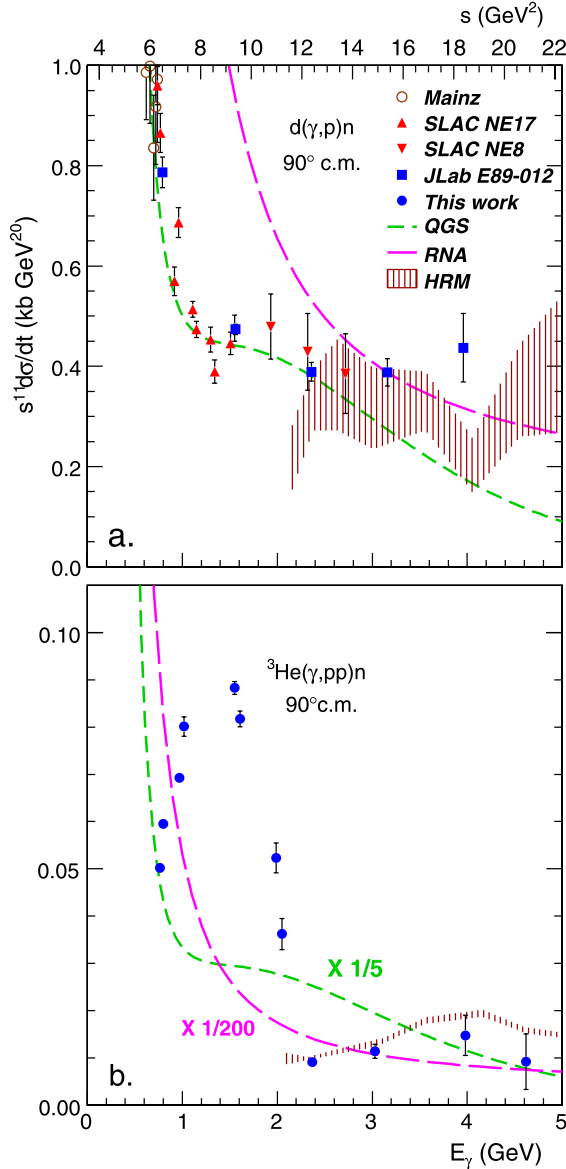 s (GeV²)
4 6 8 10 12 14 16 18 20 22
1.0
0.8
0.6
0.4
0.2
0.0
s¹¹dσ/dt (kb GeV²⁰)
d(γ,p)n
90° c.m.
Mainz
SLAC NE17
SLAC NE8
JLab E89-012
This work
QGS
RNA
HRM
a.
0.10
0.05
0.00
³He(γ,pp)n
90°c.m.
X 1/5
X 1/200
b.
0 1 2 3 4 5
E_γ (GeV)